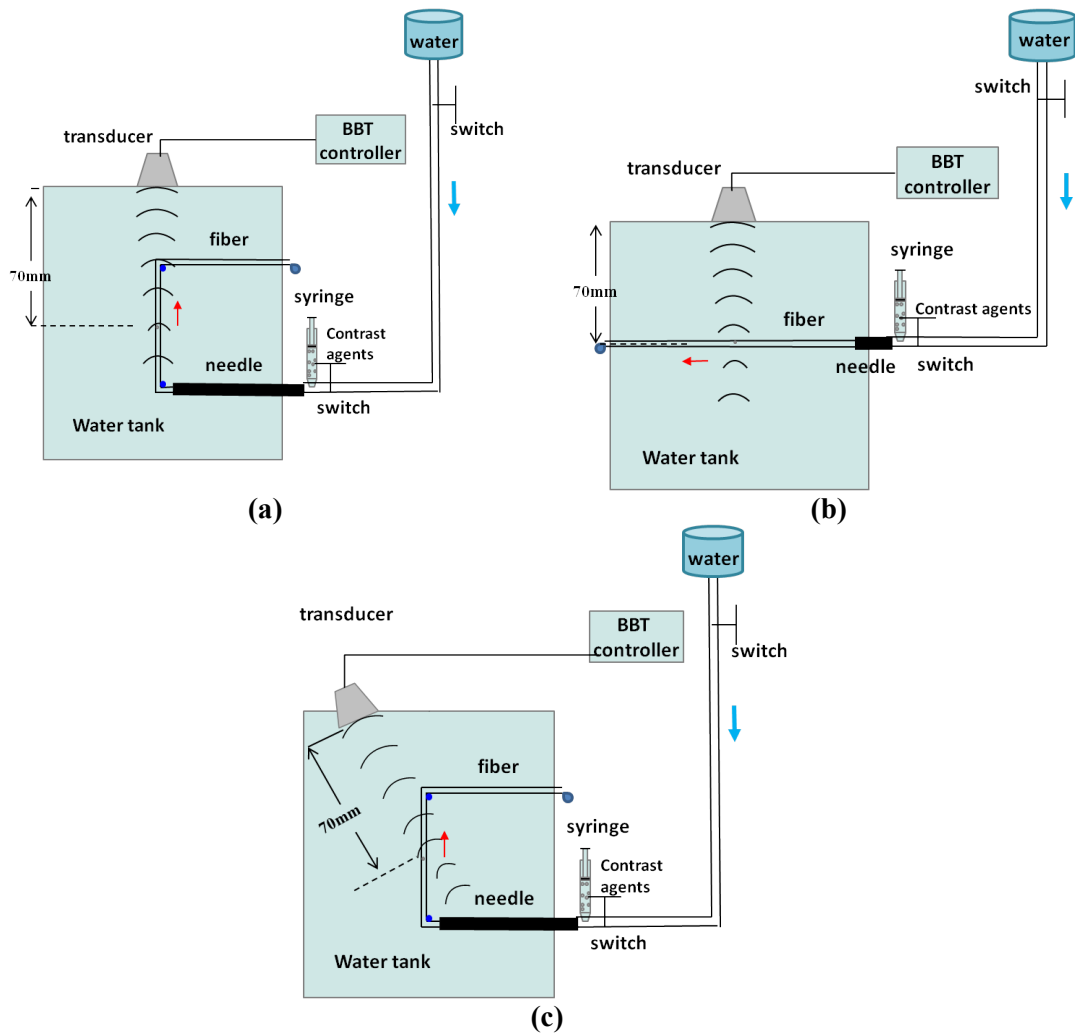 water
switch
transducer
BBT
controller
fiber
70mm
syringe
Contrast
agents
needle
switch
Water tank
(a)
water
switch
transducer
BBT
controller
syringe
70mm
Contrast agents
fiber
needle
switch
Water tank
(b)
water
transducer
BBT
controller
switch
fiber
70mm
syringe
Contrast
agents
needle
switch
Water tank
(c)